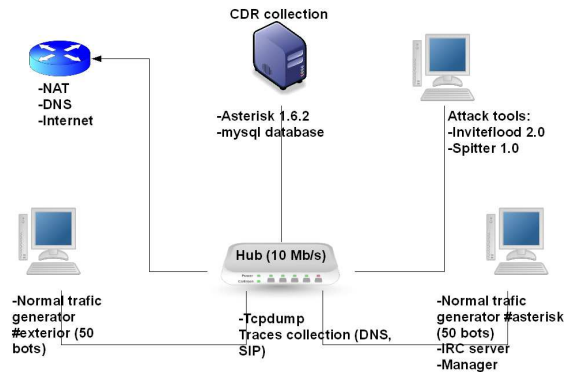 CDR collection
-NAT
-DNS
-Internet
-Asterisk 1.6.2
-mysql database
Attack tools:
-Inviteflood 2.0
-Spitter 1.0
Hub (10 Mb/s)
Power
Collision
-Normal trafic
generator
#exterior (50
bots)
-Tcpdump
Traces collection (DNS,
SIP)
-Normal trafic
generator #asterisk
(50 bots)
-IRC server
-Manager